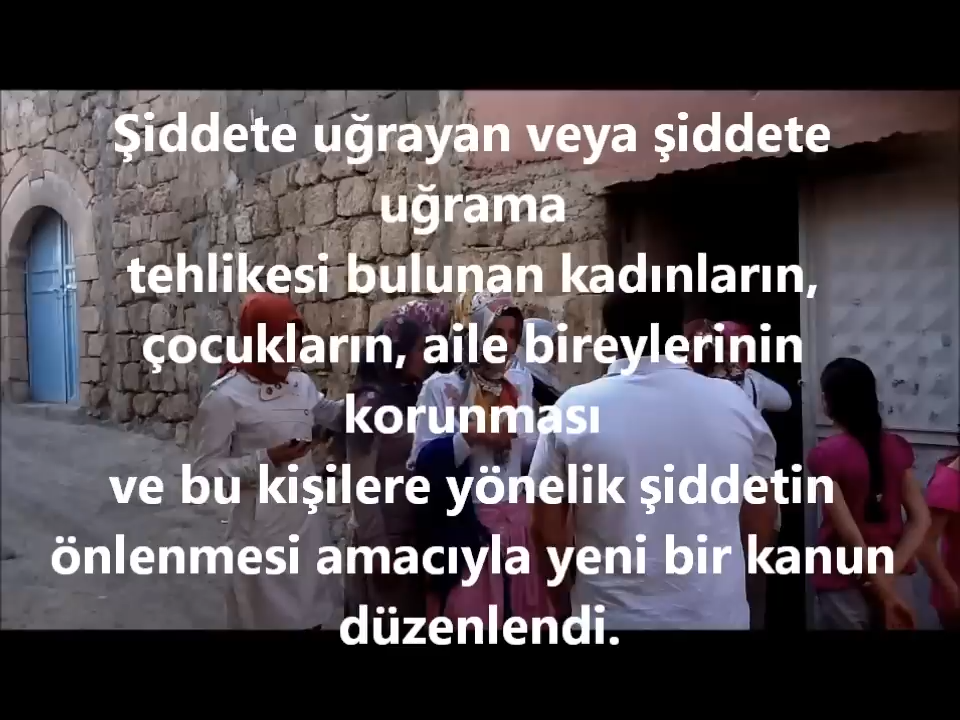 Şiddete uğrayan veya şiddete
uğrama
tehlikesi bulunan kadınların,
çocukların, aile bireylerinin
korunması
ve bu kişilere yönelik şiddetin
önlenmesi amacıyla yeni bir kanun
düzenlendi.